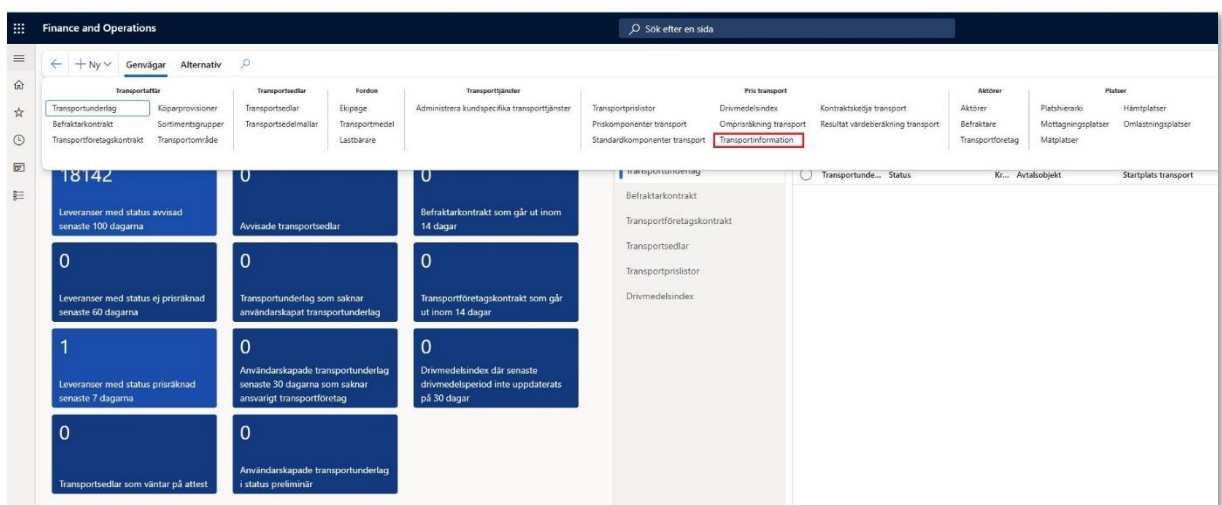 Finance and Operations
Sök efter en sida
Ny
Genvägar
Alternativ
Transportaffär
Transportunderlag
Befraktarkontrakt
Transportföretagskontrakt
Köparprovisioner
Sortimentsgrupper
Transportområde
Transportsedlar
Transportsedlar
Transportsedelmallar
Fordon
Ekipage
Transportmedel
Lastbärare
Transporttjänster
Administrera kundspecifika transporttjänster
Pris transport
Transportprislistor
Priskomponenter transport
Standardkomponenter transport
Drivmedelsindex
Omprisräkning transport
Transportinformation
Kontraktskedja transport
Resultat värdeberäkning transport
Aktörer
Aktörer
Befraktare
Transportföretag
Platser
Platshierarki
Mottagningsplatser
Mätplatser
Hämtplatser
Omlastningsplatser
18142
Leveranser med status avvisad
senaste 100 dagarna
0
Avvisade transportsedlar
0
Befraktarkontrakt som går ut inom
14 dagar
0
Leveranser med status ej prisräknad
senaste 60 dagarna
0
Transportunderlag som saknar
användarskapat transportunderlag
0
Transportföretagskontrakt som går
ut inom 14 dagar
1
Leveranser med status prisräknad
senaste 7 dagarna
0
Användarskapade transportunderlag
senaste 30 dagarna som saknar
ansvarigt transportföretag
0
Drivmedelsindex där senaste
drivmedelsperiod inte uppdaterats
på 30 dagar
0
Transportsedlar som väntar på attest
0
Användarskapade transportunderlag
i status preliminär
Transportunderlag
Befraktarkontrakt
Transportföretagskontrakt
Transportsedlar
Transportprislistor
Drivmedelsindex
Transportunde... Status Kr... Avtalsobjekt Startplats transport